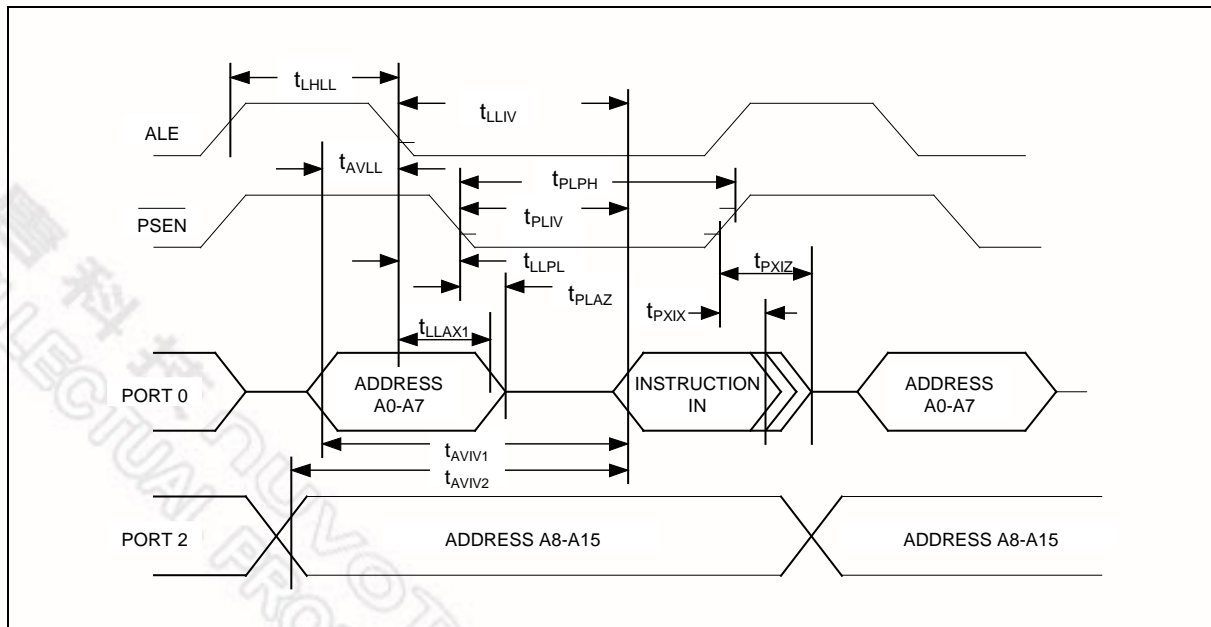 tLHLL
tLLIV
ALE
tAVLL
tPLPH
PSEN
tPLIV
tLLPL
tPLAZ
tPXIZ
tPXIX
tLLAX1
PORT 0
ADDRESS
A0-A7
INSTRUCTION
IN
ADDRESS
A0-A7
tAVIV1
tAVIV2
PORT 2
ADDRESS A8-A15
ADDRESS A8-A15
nuvoTo